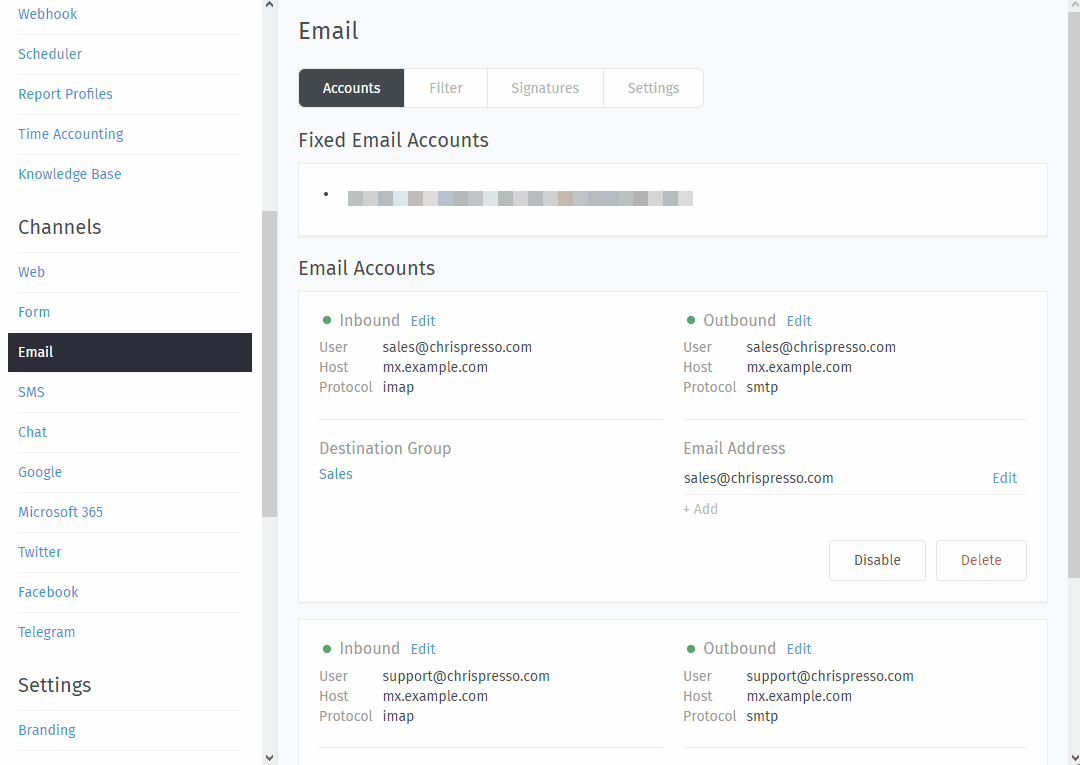 Webhook
Scheduler
Report Profiles
Time Accounting
Knowledge Base
Channels
Web
Form
Email
SMS
Chat
Google
Microsoft 365
Twitter
Facebook
Telegram
Settings
Branding
Email
Accounts Filter Signatures Settings
Fixed Email Accounts
Email Accounts
Inbound Edit
User sales@chrispresso.com
Host mx.example.com
Protocol imap
Outbound Edit
User sales@chrispresso.com
Host mx.example.com
Protocol smtp
Destination Group
Sales
Email Address
sales@chrispresso.com Edit
+ Add
Disable Delete
Inbound Edit
User support@chrispresso.com
Host mx.example.com
Protocol imap
Outbound Edit
User support@chrispresso.com
Host mx.example.com
Protocol smtp